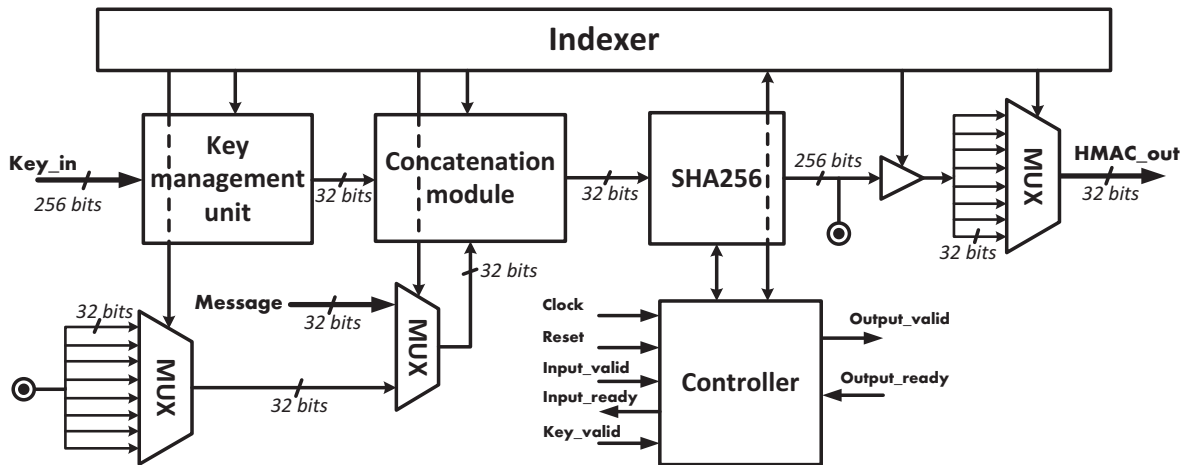 Indexer
Key_in
256 bits
Key
management
unit
32 bits
Concatenation
module
32 bits
SHA256
256 bits
MUX
32 bits
HMAC_out
32 bits
32 bits
Message
32 bits
MUX
32 bits
MUX
32 bits
Clock
Reset
Input_valid
Input_ready
Key_valid
Controller
Output_valid
Output_ready